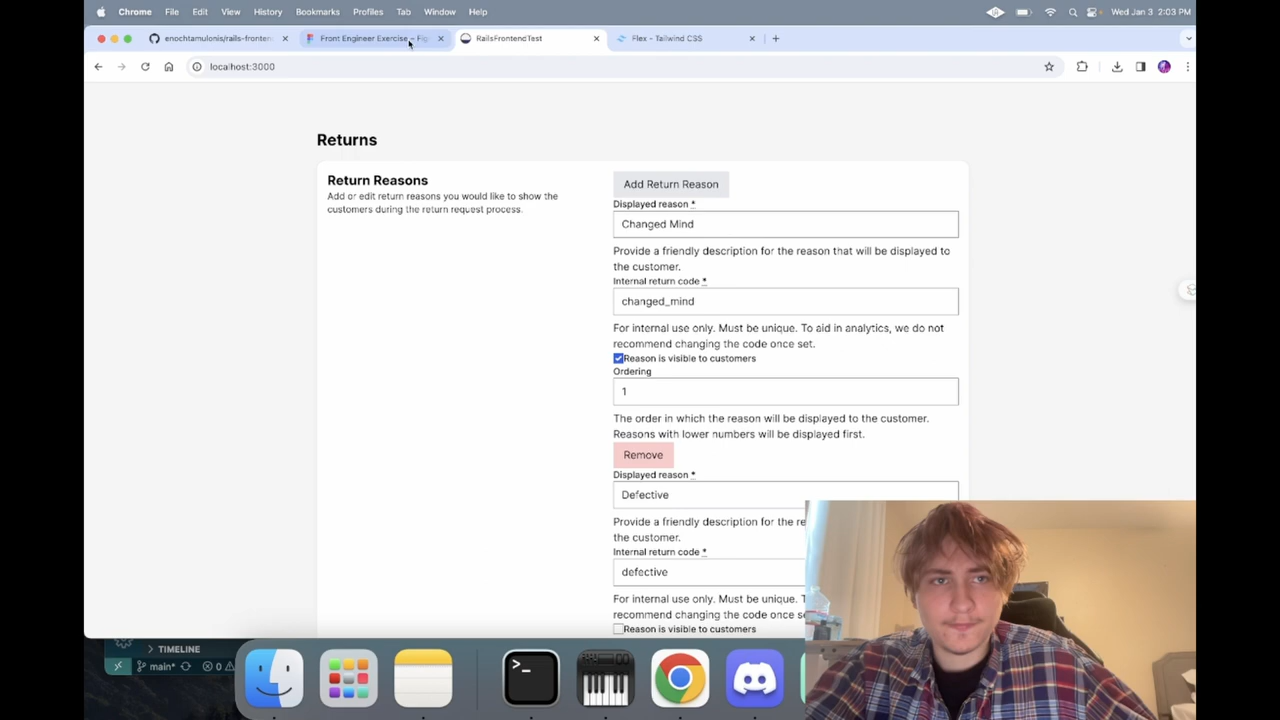 Chrome File Edit View History Bookmarks Profiles Tab Window Help Wed Jan 3 2:03 PM
enochtamulonis/rails-fronten Front Engineer Exercise – Fig RailsFrontendTest Flex - Tailwind CSS
localhost:3000
Returns
Return Reasons
Add or edit return reasons you would like to show the
customers during the return request process.
Add Return Reason
Displayed reason *
Changed Mind
Provide a friendly description for the reason that will be displayed to
the customer.
Internal return code *
changed_mind
For internal use only. Must be unique. To aid in analytics, we do not
recommend changing the code once set.
Reason is visible to customers
Ordering
1
The order in which the reason will be displayed to the customer.
Reasons with lower numbers will be displayed first.
Remove
Displayed reason *
Defective
Provide a friendly description for the re
the customer.
Internal return code *
defective
For internal use only. Must be unique. T
recommend changing the code once se
Reason is visible to customers
TIMELINE
main* 0